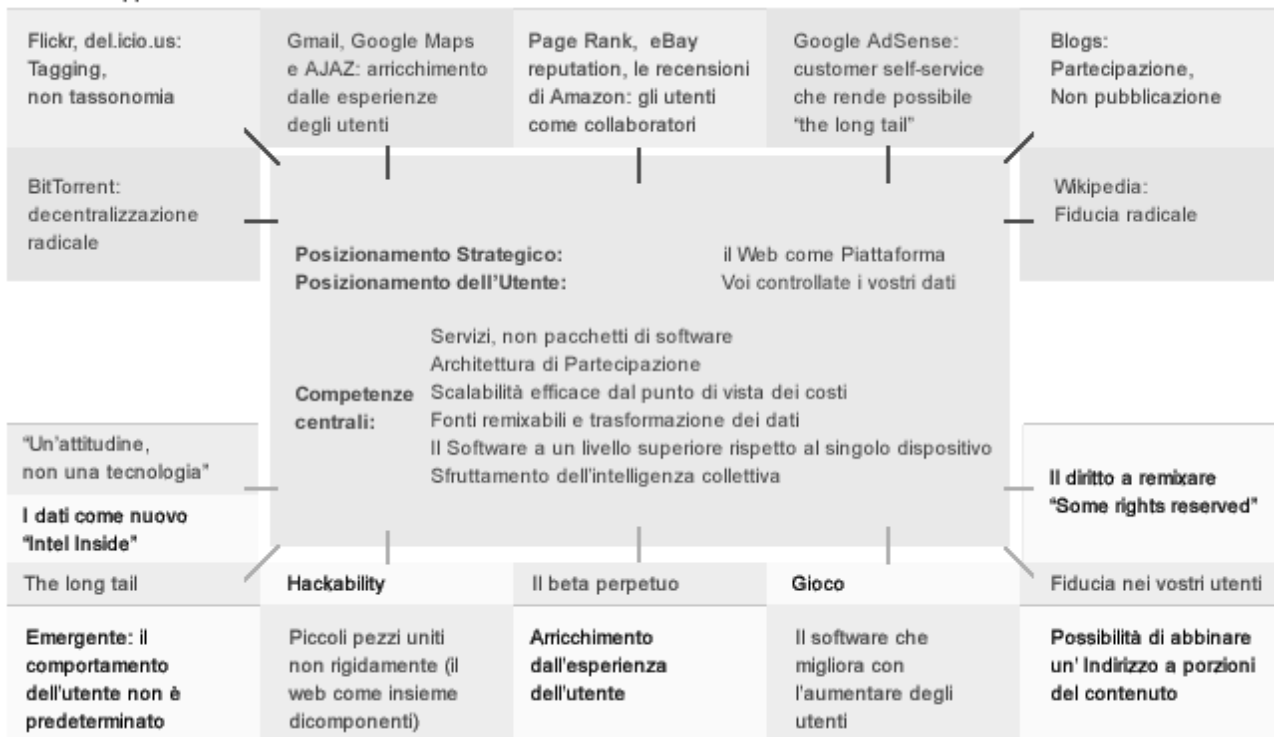 Flickr, del.icio.us:
Tagging,
non tassonomia
Gmail, Google Maps
e AJAZ: arricchimento
dalle esperienze
degli utenti
Page Rank, eBay
reputation, le recensioni
di Amazon: gli utenti
come collaboratori
Google AdSense:
customer self-service
che rende possibile
“the long tail”
Blogs:
Partecipazione,
Non pubblicazione
BitTorrent:
decentralizzazione
radicale
Wikipedia:
Fiducia radicale
Posizionamento Strategico: il Web come Piattaforma
Posizionamento dell'Utente: Voi controllate i vostri dati
Competenze
centrali:
Servizi, non pacchetti di software
Architettura di Partecipazione
Scalabilità efficace dal punto di vista dei costi
Fonti remixabili e trasformazione dei dati
Il Software a un livello superiore rispetto al singolo dispositivo
Sfruttamento dell'intelligenza collettiva
“Un'attitudine,
non una tecnologia”
I dati come nuovo
“Intel Inside”
Il diritto a remixare
“Some rights reserved”
The long tail
Hackability
Il beta perpetuo
Gioco
Fiducia nei vostri utenti
Emergente: il
comportamento
dell'utente non è
predeterminato
Piccoli pezzi uniti
non rigidamente (il
web come insieme
dicomponenti)
Arricchimento
dall'esperienza
dell'utente
Il software che
migliora con
l'aumentare degli
utenti
Possibilità di abbinare
un' Indirizzo a porzioni
del contenuto